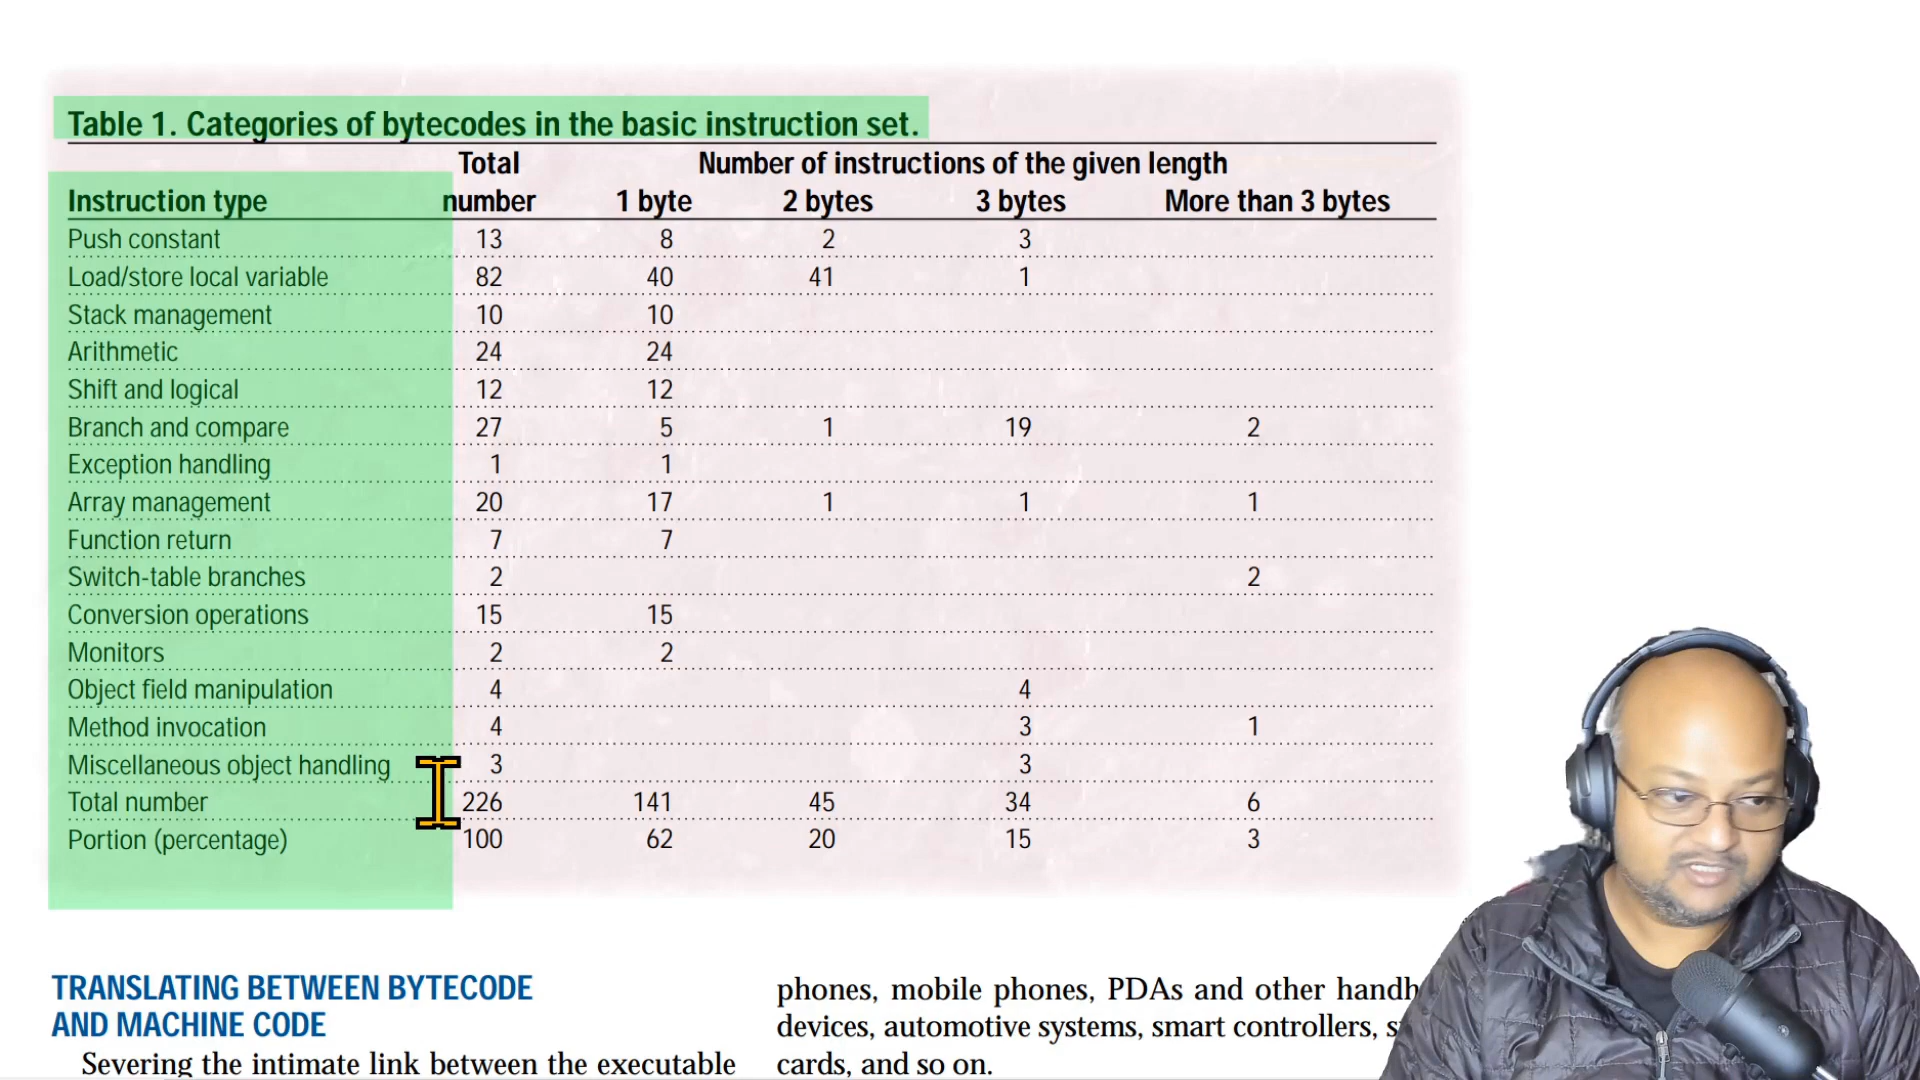 Table 1. Categories of bytecodes in the basic instruction set.
Total Number of instructions of the given length
Instruction type number 1 byte 2 bytes 3 bytes More than 3 bytes
Push constant 13 8 2 3
Load/store local variable 82 40 41 1
Stack management 10 10
Arithmetic 24 24
Shift and logical 12 12
Branch and compare 27 5 1 19 2
Exception handling 1 1
Array management 20 17 1 1 1
Function return 7 7
Switch-table branches 2 2
Conversion operations 15 15
Monitors 2 2
Object field manipulation 4 4
Method invocation 4 3 1
Miscellaneous object handling 3 3
Total number 226 141 45 34 6
Portion (percentage) 100 62 20 15 3
TRANSLATING BETWEEN BYTECODE
AND MACHINE CODE
Severing the intimate link between the executable
phones, mobile phones, PDAs and other
devices, automotive systems, smart controllers,
cards, and so on.